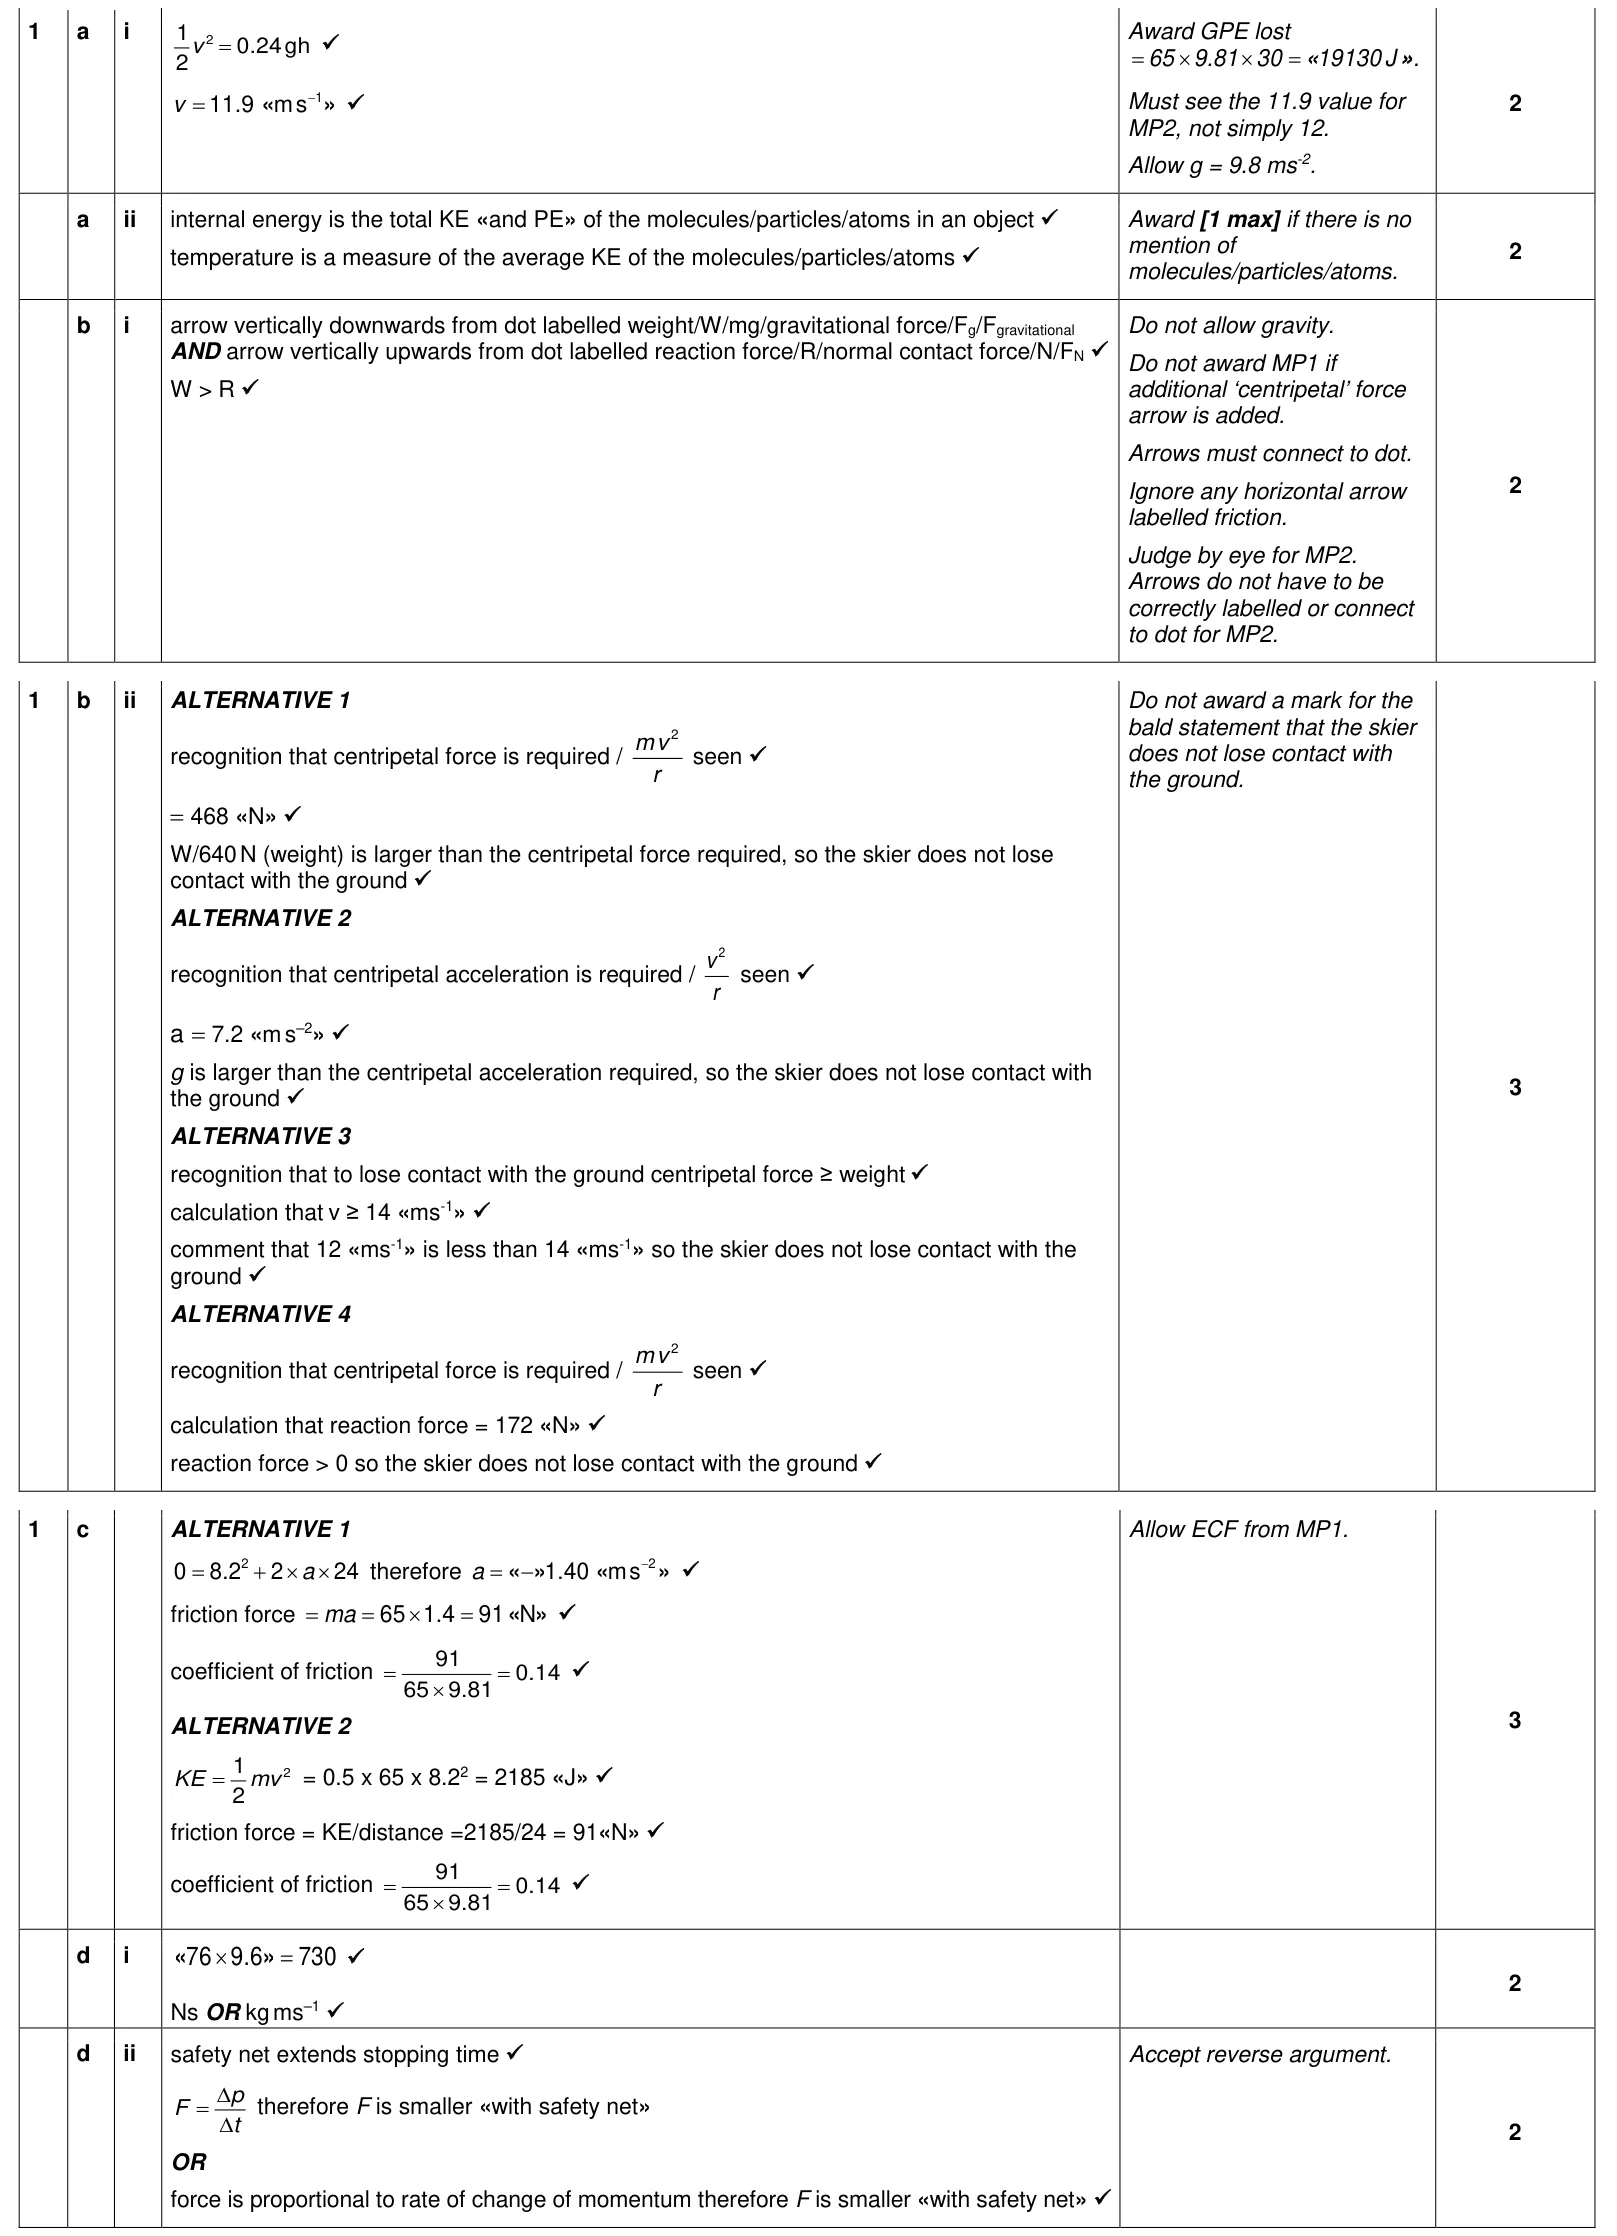 1 a i 1/2 v² = 0.24 gh ✓
v = 11.9 «m s⁻¹» ✓
Award GPE lost
= 65 × 9.81 × 30 = «19130 J».
Must see the 11.9 value for
MP2, not simply 12.
Allow g = 9.8 ms⁻².
2
a ii internal energy is the total KE «and PE» of the molecules/particles/atoms in an object ✓
temperature is a measure of the average KE of the molecules/particles/atoms ✓
Award [1 max] if there is no
mention of
molecules/particles/atoms.
2
b i arrow vertically downwards from dot labelled weight/W/mg/gravitational force/Fg/Fgravitational
AND arrow vertically upwards from dot labelled reaction force/R/normal contact force/N/FN ✓
W > R ✓
Do not allow gravity.
Do not award MP1 if
additional ‘centripetal’ force
arrow is added.
Arrows must connect to dot.
Ignore any horizontal arrow
labelled friction.
Judge by eye for MP2.
Arrows do not have to be
correctly labelled or connect
to dot for MP2.
2
1 b ii ALTERNATIVE 1
recognition that centripetal force is required / mv²/r seen ✓
= 468 «N» ✓
W/640 N (weight) is larger than the centripetal force required, so the skier does not lose
contact with the ground ✓
ALTERNATIVE 2
recognition that centripetal acceleration is required / v²/r seen ✓
a = 7.2 «m s⁻²» ✓
g is larger than the centripetal acceleration required, so the skier does not lose contact with
the ground ✓
ALTERNATIVE 3
recognition that to lose contact with the ground centripetal force ≥ weight ✓
calculation that v ≥ 14 «ms⁻¹» ✓
comment that 12 «ms⁻¹» is less than 14 «ms⁻¹» so the skier does not lose contact with the
ground ✓
ALTERNATIVE 4
recognition that centripetal force is required / mv²/r seen ✓
calculation that reaction force = 172 «N» ✓
reaction force > 0 so the skier does not lose contact with the ground ✓
Do not award a mark for the
bald statement that the skier
does not lose contact with
the ground.
3
1 c ALTERNATIVE 1
0 = 8.2² + 2 × a × 24 therefore a = «−»1.40 «m s⁻²» ✓
friction force = ma = 65 × 1.4 = 91 «N» ✓
coefficient of friction = 91/(65 × 9.81) = 0.14 ✓
ALTERNATIVE 2
KE = 1/2 mv² = 0.5 x 65 x 8.2² = 2185 «J» ✓
friction force = KE/distance =2185/24 = 91«N» ✓
coefficient of friction = 91/(65 × 9.81) = 0.14 ✓
Allow ECF from MP1.
3
d i «76 × 9.6» = 730 ✓
Ns OR kg ms⁻¹ ✓
2
d ii safety net extends stopping time ✓
F = Δp/Δt therefore F is smaller «with safety net»
OR
force is proportional to rate of change of momentum therefore F is smaller «with safety net» ✓
Accept reverse argument.
2